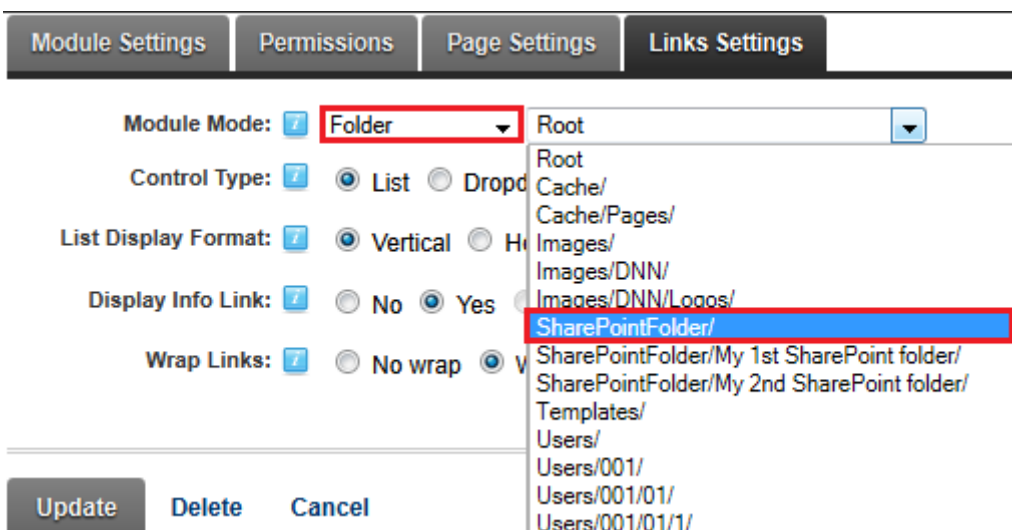 Module Settings Permissions Page Settings Links Settings
Module Mode: Folder Root
Root
Control Type: List Dropd
Cache/
Cache/Pages/
List Display Format: Vertical
Images/
Images/DNN/
Display Info Link: No Yes
Images/DNN/Logos/
SharePointFolder/
Wrap Links: No wrap
SharePointFolder/My 1st SharePoint folder/
SharePointFolder/My 2nd SharePoint folder/
Templates/
Users/
Users/001/
Update Delete Cancel
Users/001/01/
Users/001/01/1/